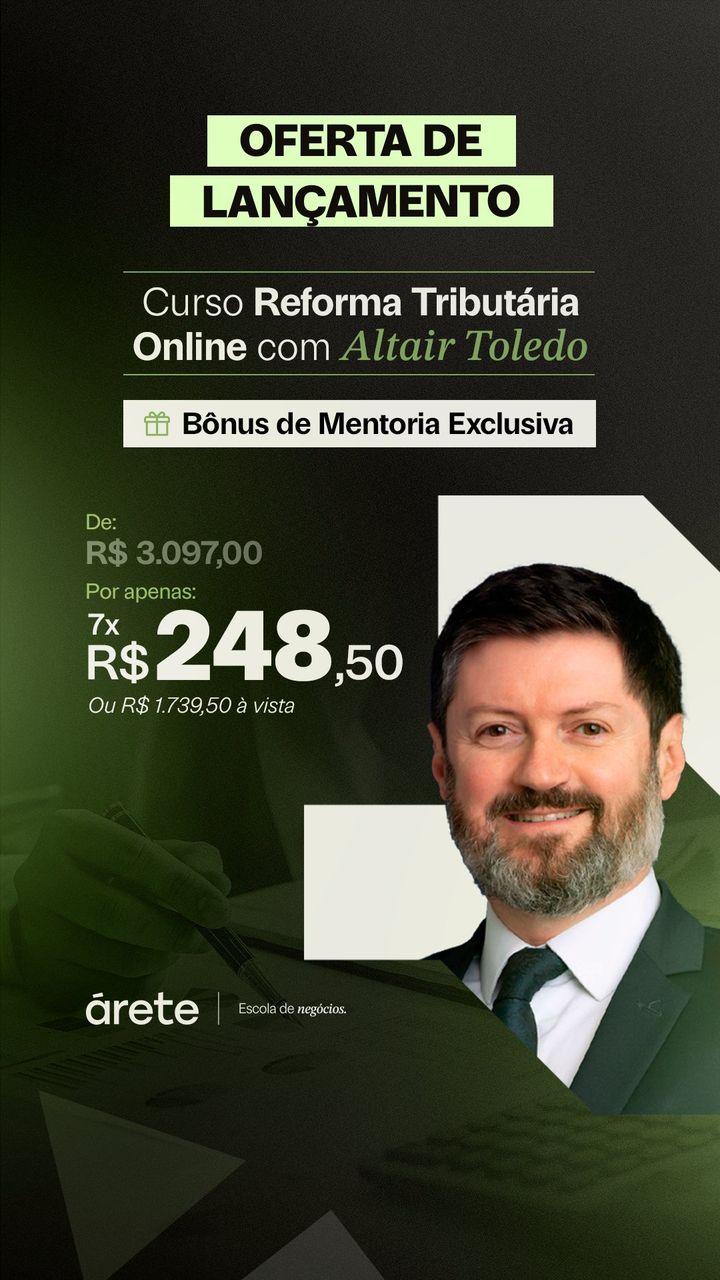 OFERTA DE
LANÇAMENTO
Curso Reforma Tributária
Online com Altair Toledo
Bônus de Mentoria Exclusiva
De:
R$ 3.097,00
Por apenas:
7x
R$ 248,50
Ou R$ 1.739,50 à vista
árete
Escola de negócios.